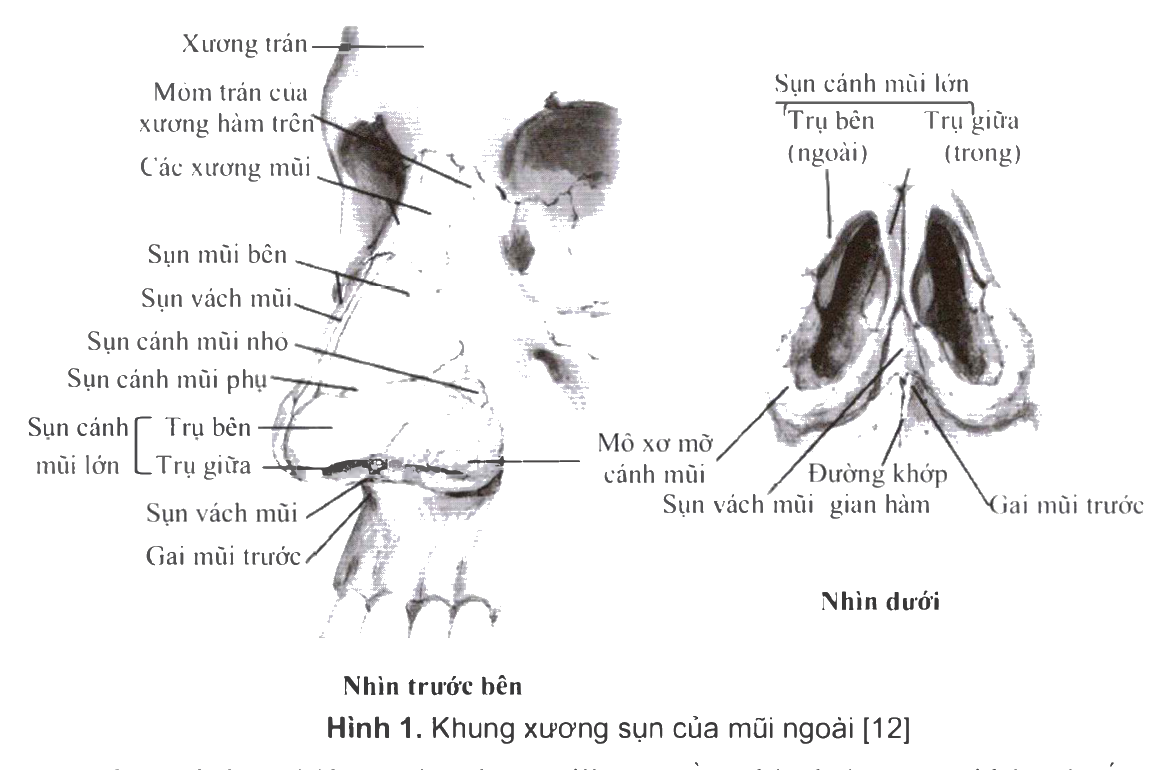 Xương trán
Mỏm trán của
xương hàm trên
Các xương mũi
Sụn mũi bên
Sụn vách mũi
Sụn cánh mũi nhỏ
Sụn cánh mũi phụ
Sụn cánh
mũi lớn
Trụ bên
Trụ giữa
Sụn vách mũi
Gai mũi trước
Nhìn trước bên
Sụn cánh mũi lớn
Trụ bên
(ngoài)
Trụ giữa
(trong)
Mô xơ mỡ
cánh mũi
Sụn vách mũi
Đường khớp
gian hàm
Gai mũi trước
Nhìn dưới
Hình 1. Khung xương sụn của mũi ngoài [12]